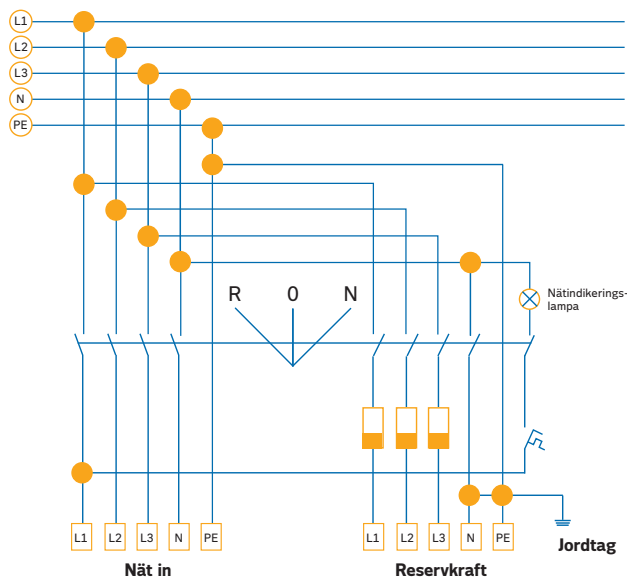 L1
L2
L3
N
PE
R 0 N
Nätindikerings-
lampa
L1 L2 L3 N PE L1 L2 L3 N PE
Jordtag
Nät in Reservkraft